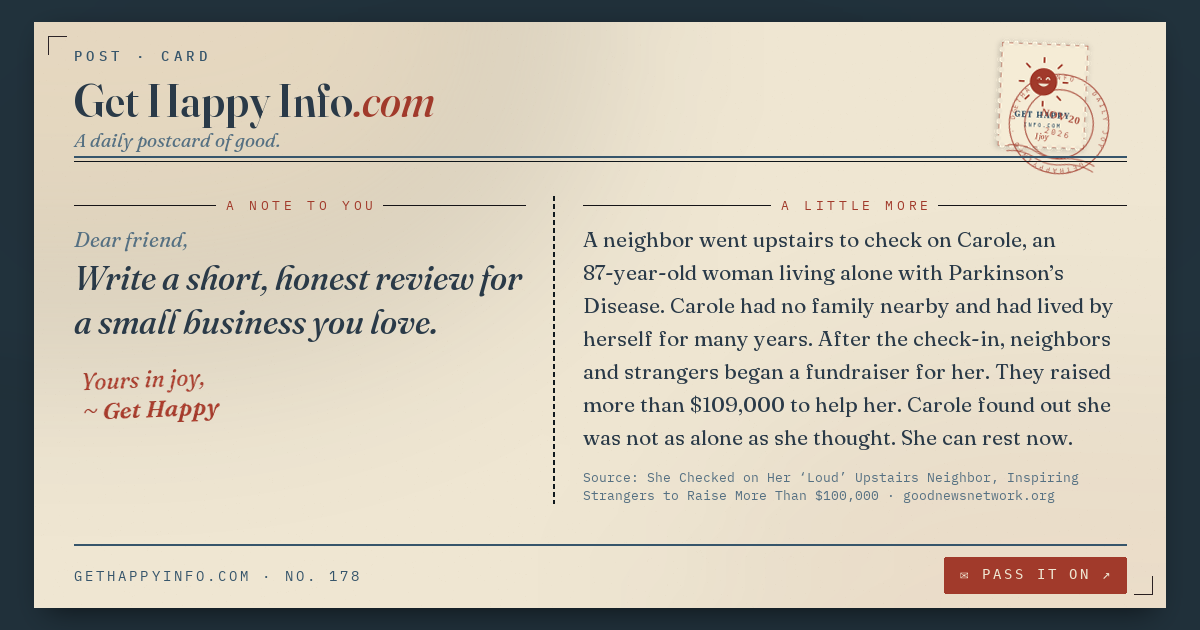 POST · CARD
Get Happy Info.com
A daily postcard of good.
GET HAPPY
INFO.COM
1joy
2026
A NOTE TO YOU
Dear friend,
Write a short, honest review for
a small business you love.
Yours in joy,
~ Get Happy
A LITTLE MORE
A neighbor went upstairs to check on Carole, an
87-year-old woman living alone with Parkinson’s
Disease. Carole had no family nearby and had lived by
herself for many years. After the check-in, neighbors
and strangers began a fundraiser for her. They raised
more than $109,000 to help her. Carole found out she
was not as alone as she thought. She can rest now.
Source: She Checked on Her ‘Loud’ Upstairs Neighbor, Inspiring
Strangers to Raise More Than $100,000 · goodnewsnetwork.org
GETHAPPYINFO.COM · NO. 178
✉ PASS IT ON ↗